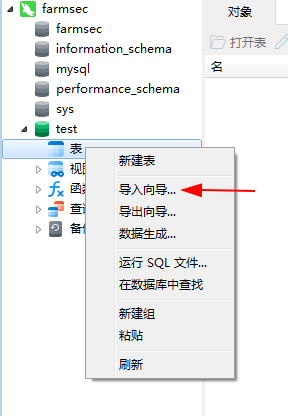 farmsec
farmsec
information_schema
mysql
performance_schema
sys
test
表
视
函
查
备
对象
打开表
名
新建表
导入向导...
导出向导...
数据生成...
运行 SQL 文件...
在数据库中查找
新建组
粘贴
刷新